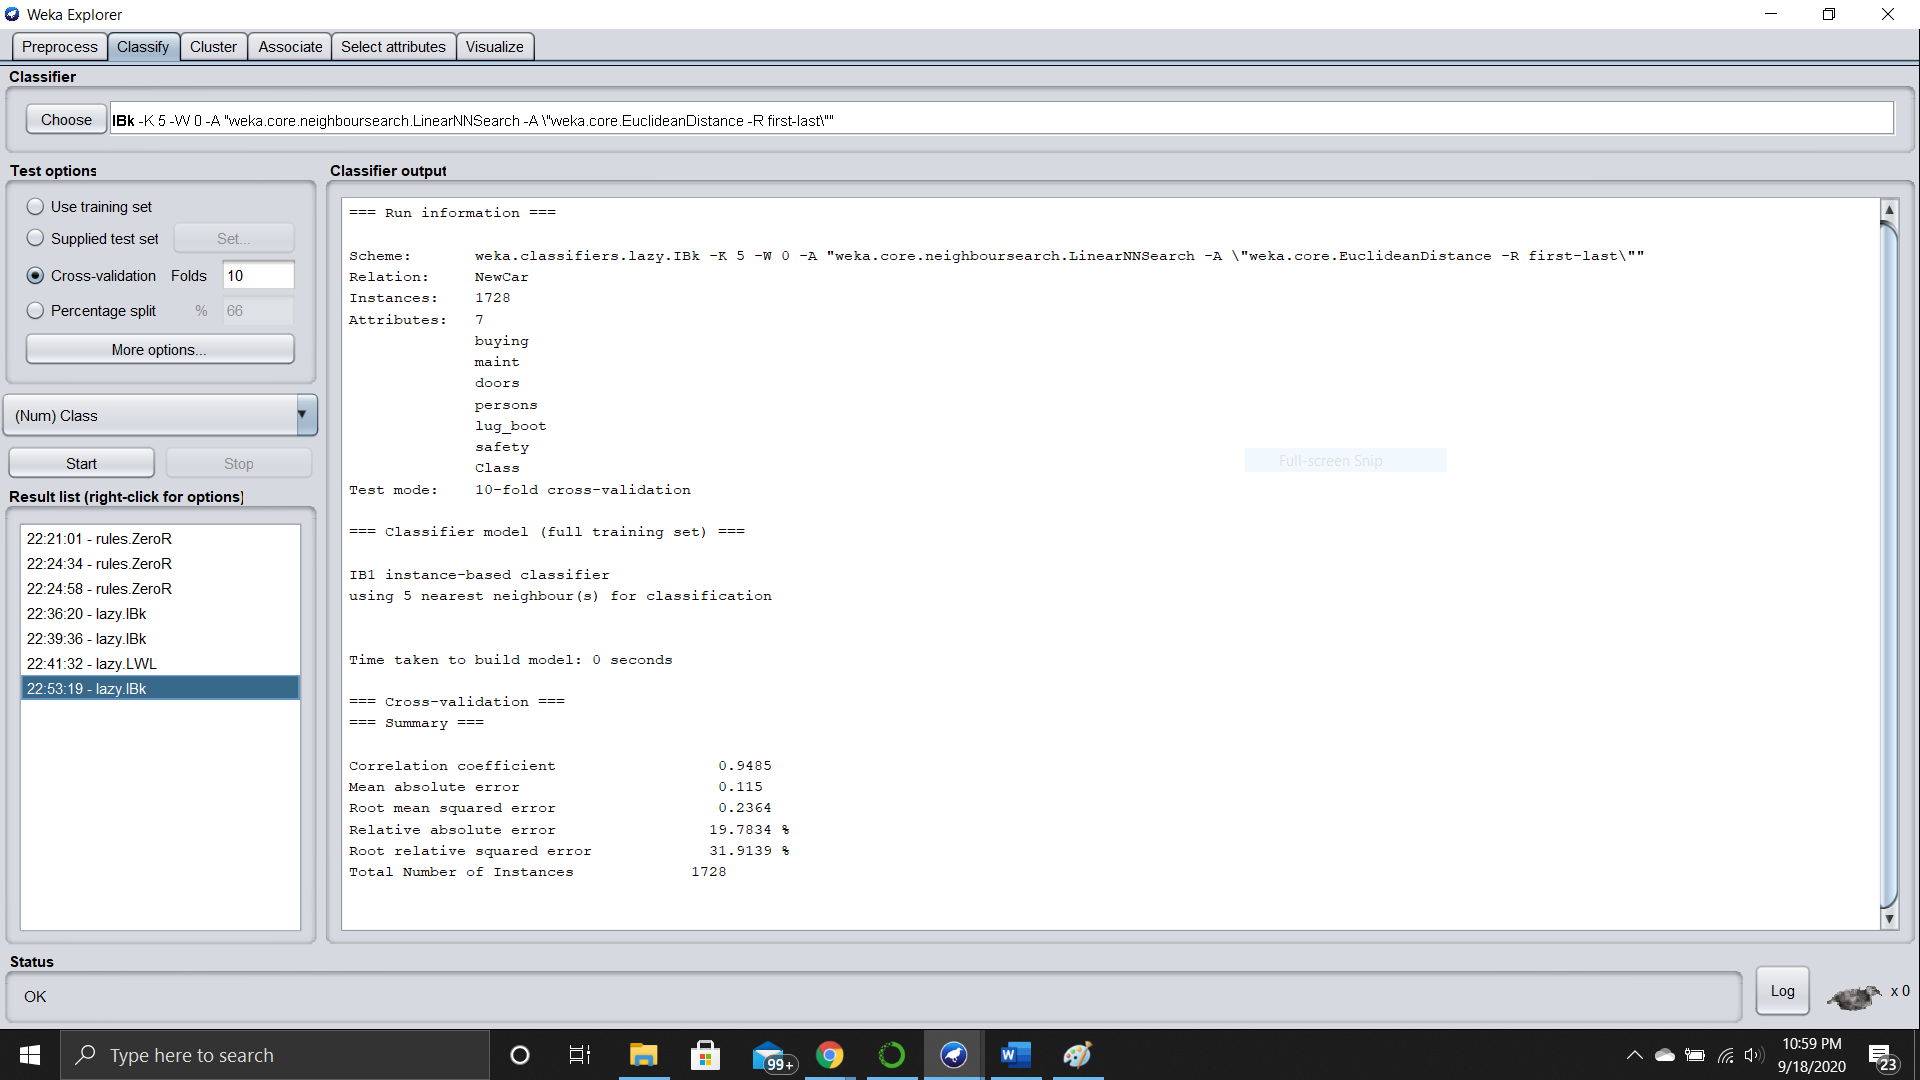 Weka Explorer
Preprocess Classify Cluster Associate Select attributes Visualize
Classifier
Choose IBk -K 5 -W 0 -A "weka.core.neighboursearch.LinearNNSearch -A \"weka.core.EuclideanDistance -R first-last\""
Test options
Use training set
Supplied test set Set...
Cross-validation Folds 10
Percentage split % 66
More options...
(Num) Class
Start Stop
Result list (right-click for options)
22:21:01 - rules.ZeroR
22:24:34 - rules.ZeroR
22:24:58 - rules.ZeroR
22:36:20 - lazy.IBk
22:39:36 - lazy.IBk
22:41:32 - lazy.LWL
22:53:19 - lazy.IBk
Classifier output
=== Run information ===
Scheme: weka.classifiers.lazy.IBk -K 5 -W 0 -A "weka.core.neighboursearch.LinearNNSearch -A \"weka.core.EuclideanDistance -R first-last\""
Relation: NewCar
Instances: 1728
Attributes: 7
buying
maint
doors
persons
lug_boot
safety
Class
Test mode: 10-fold cross-validation
=== Classifier model (full training set) ===
IB1 instance-based classifier
using 5 nearest neighbour(s) for classification
Time taken to build model: 0 seconds
=== Cross-validation ===
=== Summary ===
Correlation coefficient 0.9485
Mean absolute error 0.115
Root mean squared error 0.2364
Relative absolute error 19.7834 %
Root relative squared error 31.9139 %
Total Number of Instances 1728
Full-screen Snip
Status
OK
Log
x 0
Type here to search
99+
W
10:59 PM
9/18/2020
23